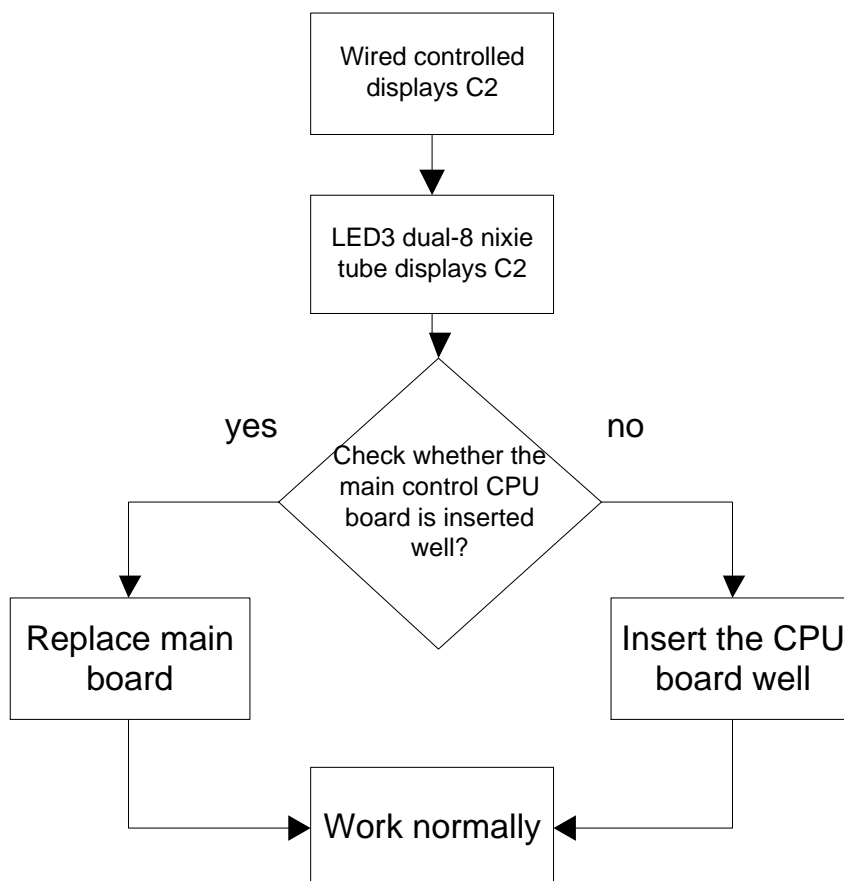 Wired controlled
displays C2
LED3 dual-8 nixie
tube displays C2
yes
no
Check whether the
main control CPU
board is inserted
well?
Replace main
board
Insert the CPU
board well
Work normally